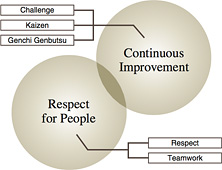 Challenge
Kaizen
Genchi Genbutsu
Continuous
Improvement
Respect
for People
Respect
Teamwork